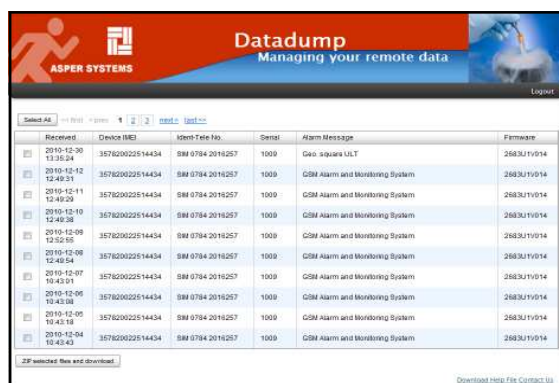 Datadump
Managing your remote data
ASPER SYSTEMS
Logout
Select All << first < prev 1 2 3 next > last >>
Received Device IMEI Ident-Tele No. Serial Alarm Message Firmware
2010-12-30 13:35:24 357820022514434 SIM 0784 2016257 1009 Geo. square ULT 2683U1V014
2010-12-12 12:49:31 357820022514434 SIM 0784 2016257 1009 GSM Alarm and Monitoring System 2683U1V014
2010-12-11 12:49:29 357820022514434 SIM 0784 2016257 1009 GSM Alarm and Monitoring System 2683U1V014
2010-12-10 12:49:38 357820022514434 SIM 0784 2016257 1009 GSM Alarm and Monitoring System 2683U1V014
2010-12-09 12:52:55 357820022514434 SIM 0784 2016257 1009 GSM Alarm and Monitoring System 2683U1V014
2010-12-08 12:49:54 357820022514434 SIM 0784 2016257 1009 GSM Alarm and Monitoring System 2683U1V014
2010-12-07 10:43:01 357820022514434 SIM 0784 2016257 1009 GSM Alarm and Monitoring System 2683U1V014
2010-12-06 10:43:08 357820022514434 SIM 0784 2016257 1009 GSM Alarm and Monitoring System 2683U1V014
2010-12-05 10:43:18 357820022514434 SIM 0784 2016257 1009 GSM Alarm and Monitoring System 2683U1V014
2010-12-04 10:43:43 357820022514434 SIM 0784 2016257 1009 GSM Alarm and Monitoring System 2683U1V014
ZIP selected files and download.
Download Help File Contact Us